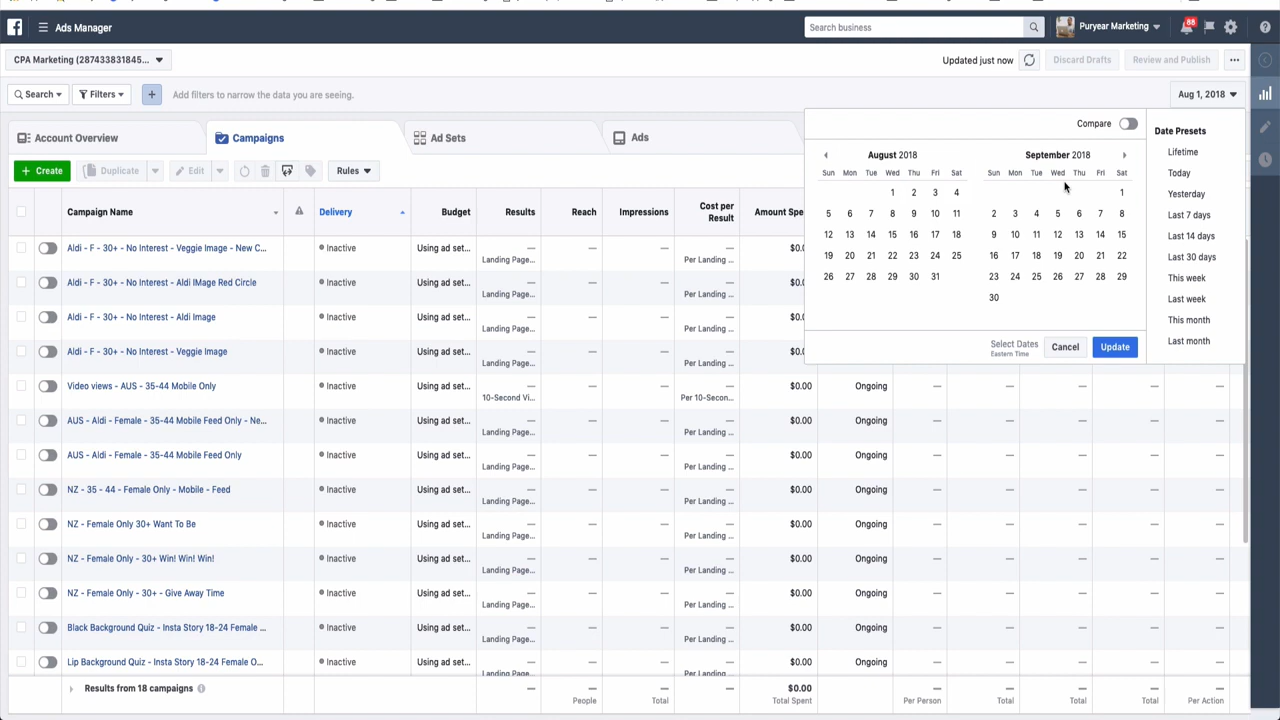 Ads Manager
Search business
Puryear Marketing
88
CPA Marketing (287433831845...
Updated just now
Discard Drafts
Review and Publish
Search
Filters
+
Add filters to narrow the data you are seeing.
Aug 1, 2018
Account Overview
Campaigns
Ad Sets
Ads
+ Create
Duplicate
Edit
Rules
Compare
Date Presets
August 2018
September 2018
Sun Mon Tue Wed Thu Fri Sat
1 2 3 4
5 6 7 8 9 10 11
12 13 14 15 16 17 18
19 20 21 22 23 24 25
26 27 28 29 30 31
Sun Mon Tue Wed Thu Fri Sat
1
2 3 4 5 6 7 8
9 10 11 12 13 14 15
16 17 18 19 20 21 22
23 24 25 26 27 28 29
30
Lifetime
Today
Yesterday
Last 7 days
Last 14 days
Last 30 days
This week
Last week
This month
Last month
Select Dates
Eastern Time
Cancel
Update
Campaign Name
Delivery
Budget
Results
Reach
Impressions
Cost per
Result
Amount Spe
Aldi - F - 30+ - No Interest - Veggie Image - New C... Inactive Using ad set... — — — — $0.0
Landing Page... Per Landing ...
Aldi - F - 30+ - No Interest - Aldi IMage Red Circle Inactive Using ad set... — — — — $0.0
Landing Page... Per Landing ...
Aldi - F - 30+ - No Interest - Aldi Image Inactive Using ad set... — — — — $0.0
Landing Page... Per Landing ...
Aldi - F - 30+ - No Interest - Veggie Image Inactive Using ad set... — — — — $0.0
Landing Page... Per Landing ...
Video views - AUS - 35-44 Mobile Only Inactive Using ad set... — — — — $0.00 Ongoing — — — — —
10-Second Vi... Per 10-Secon...
AUS - Aldi - Female - 35-44 Mobile Feed Only - Ne... Inactive Using ad set... — — — — $0.00 Ongoing — — — — —
Landing Page... Per Landing ...
AUS - Aldi - Female - 35-44 Mobile Feed Only Inactive Using ad set... — — — — $0.00 Ongoing — — — — —
Landing Page... Per Landing ...
NZ - 35 - 44 - Female Only - Mobile - Feed Inactive Using ad set... — — — — $0.00 Ongoing — — — — —
Landing Page... Per Landing ...
NZ - Female Only 30+ Want To Be Inactive Using ad set... — — — — $0.00 Ongoing — — — — —
Landing Page... Per Landing ...
NZ - Female Only - 30+ Win! Win! Win! Inactive Using ad set... — — — — $0.00 Ongoing — — — — —
Landing Page... Per Landing ...
NZ - Female Only - 30+ - Give Away Time Inactive Using ad set... — — — — $0.00 Ongoing — — — — —
Landing Page... Per Landing ...
Black Background Quiz - Insta Story 18-24 Female ... Inactive Using ad set... — — — — $0.00 Ongoing — — — — —
Landing Page... Per Landing ...
Lip Background Quiz - Insta Story 18-24 Female O... Inactive Using ad set... — — — — $0.00 Ongoing — — — — —
Landing Page... Per Landing ...
Results from 18 campaigns — — — — $0.00 — — — — —
People Total Total Spent Per Person Total Total Total Per Action